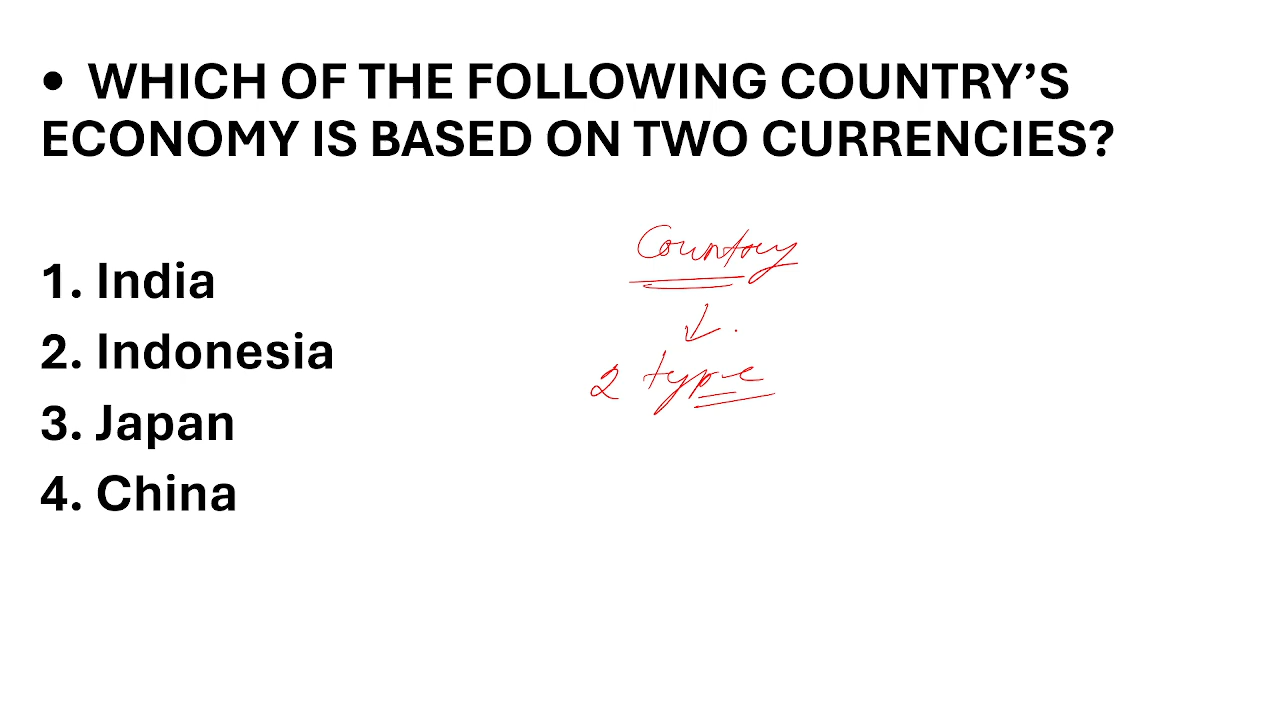 • WHICH OF THE FOLLOWING COUNTRY’S
ECONOMY IS BASED ON TWO CURRENCIES?
1. India
2. Indonesia
3. Japan
4. China
Country
2 type